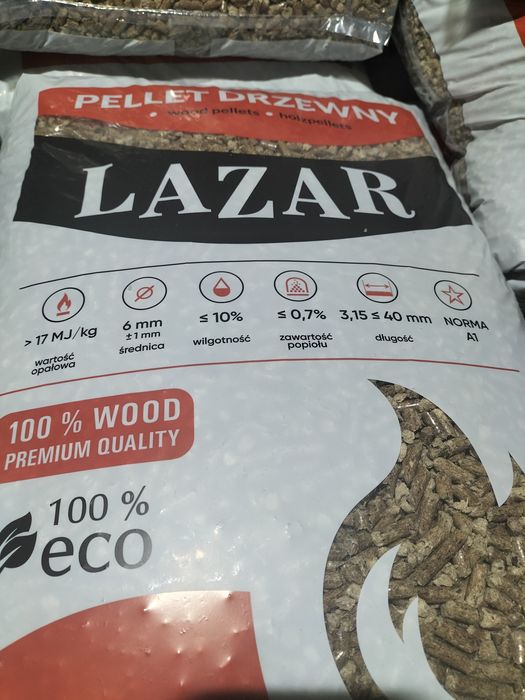 PELLET DRZEWNY
• wood pellets • holzpellets
LAZAR
> 17 MJ/kg
wartość
opałowa
6 mm
± 1 mm
średnica
≤ 10%
wilgotność
≤ 0,7%
zawartość
popiołu
3,15 ≤ 40 mm
długość
NORMA
A1
100 % WOOD
PREMIUM QUALITY
100 %
eco